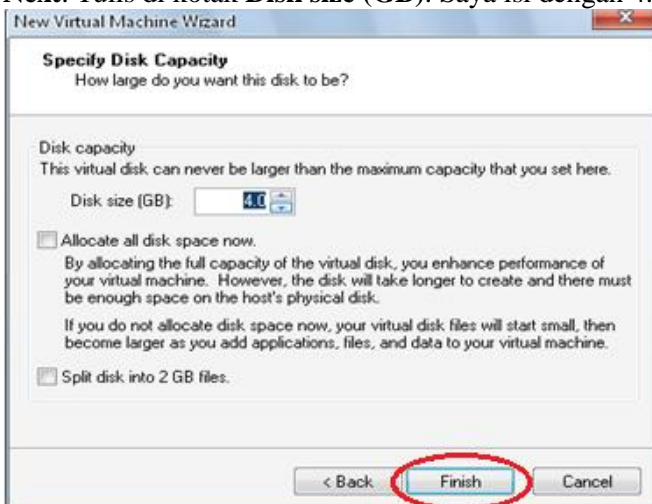 Next. Tulis di kotak Disk size (GB). Saya isi dengan 4.
New Virtual Machine Wizard
Specify Disk Capacity
How large do you want this disk to be?
Disk capacity
This virtual disk can never be larger than the maximum capacity that you set here.
Disk size (GB): 4.0
Allocate all disk space now.
By allocating the full capacity of the virtual disk, you enhance performance of
your virtual machine. However, the disk will take longer to create and there must
be enough space on the host's physical disk.
If you do not allocate disk space now, your virtual disk files will start small, then
become larger as you add applications, files, and data to your virtual machine.
Split disk into 2 GB files.
< Back Finish Cancel